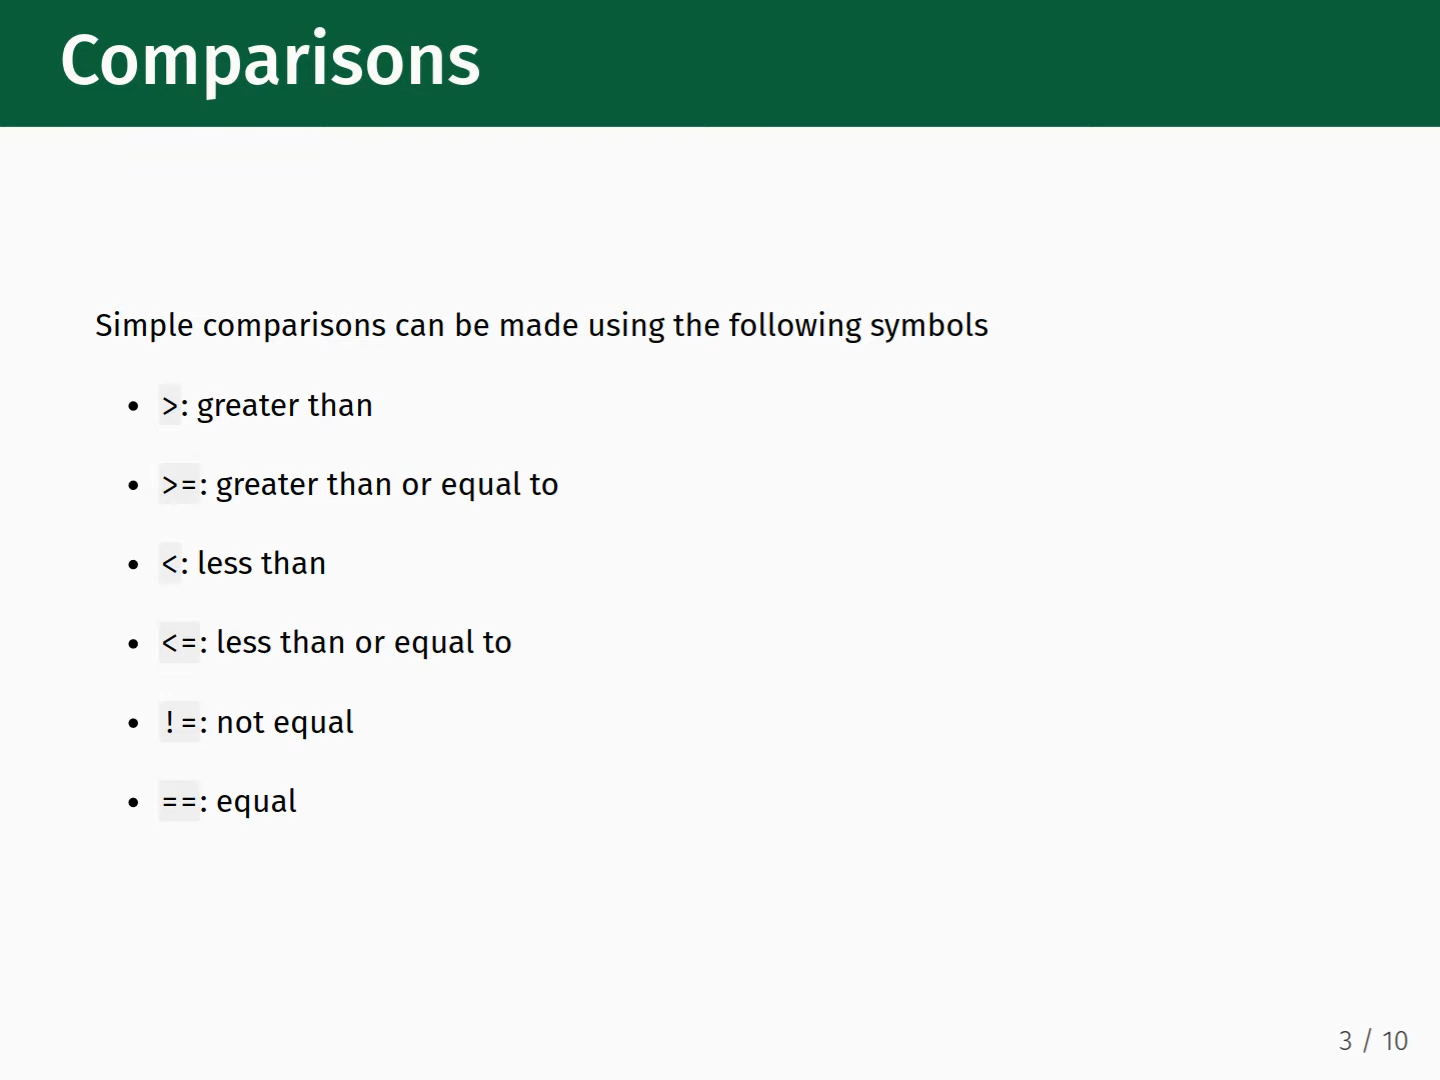 Comparisons
Simple comparisons can be made using the following symbols
• >: greater than
• >=: greater than or equal to
• <: less than
• <=: less than or equal to
• !=: not equal
• ==: equal
3 / 10